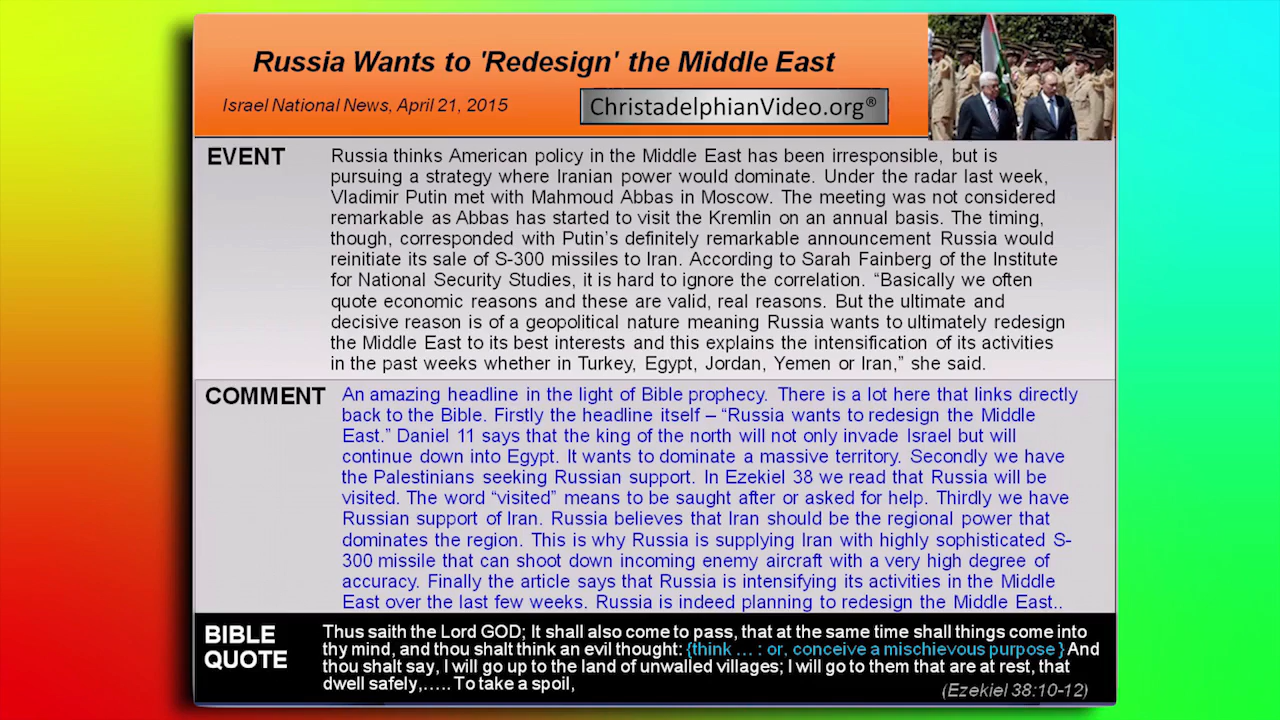 Russia Wants to 'Redesign' the Middle East
Israel National News, April 21, 2015
ChristadelphianVideo.org®
EVENT
Russia thinks American policy in the Middle East has been irresponsible, but is
pursuing a strategy where Iranian power would dominate. Under the radar last week,
Vladimir Putin met with Mahmoud Abbas in Moscow. The meeting was not considered
remarkable as Abbas has started to visit the Kremlin on an annual basis. The timing,
though, corresponded with Putin's definitely remarkable announcement Russia would
reinitiate its sale of S-300 missiles to Iran. According to Sarah Fainberg of the Institute
for National Security Studies, it is hard to ignore the correlation. “Basically we often
quote economic reasons and these are valid, real reasons. But the ultimate and
decisive reason is of a geopolitical nature meaning Russia wants to ultimately redesign
the Middle East to its best interests and this explains the intensification of its activities
in the past weeks whether in Turkey, Egypt, Jordan, Yemen or Iran,” she said.
COMMENT
An amazing headline in the light of Bible prophecy. There is a lot here that links directly
back to the Bible. Firstly the headline itself – “Russia wants to redesign the Middle
East.” Daniel 11 says that the king of the north will not only invade Israel but will
continue down into Egypt. It wants to dominate a massive territory. Secondly we have
the Palestinians seeking Russian support. In Ezekiel 38 we read that Russia will be
visited. The word “visited” means to be saught after or asked for help. Thirdly we have
Russian support of Iran. Russia believes that Iran should be the regional power that
dominates the region. This is why Russia is supplying Iran with highly sophisticated S-
300 missile that can shoot down incoming enemy aircraft with a very high degree of
accuracy. Finally the article says that Russia is intensifying its activities in the Middle
East over the last few weeks. Russia is indeed planning to redesign the Middle East..
BIBLE
QUOTE
Thus saith the Lord GOD; It shall also come to pass, that at the same time shall things come into
thy mind, and thou shalt think an evil thought: {think … : or, conceive a mischievous purpose } And
thou shalt say, I will go up to the land of unwalled villages; I will go to them that are at rest, that
dwell safely,….. To take a spoil,
(Ezekiel 38:10-12)